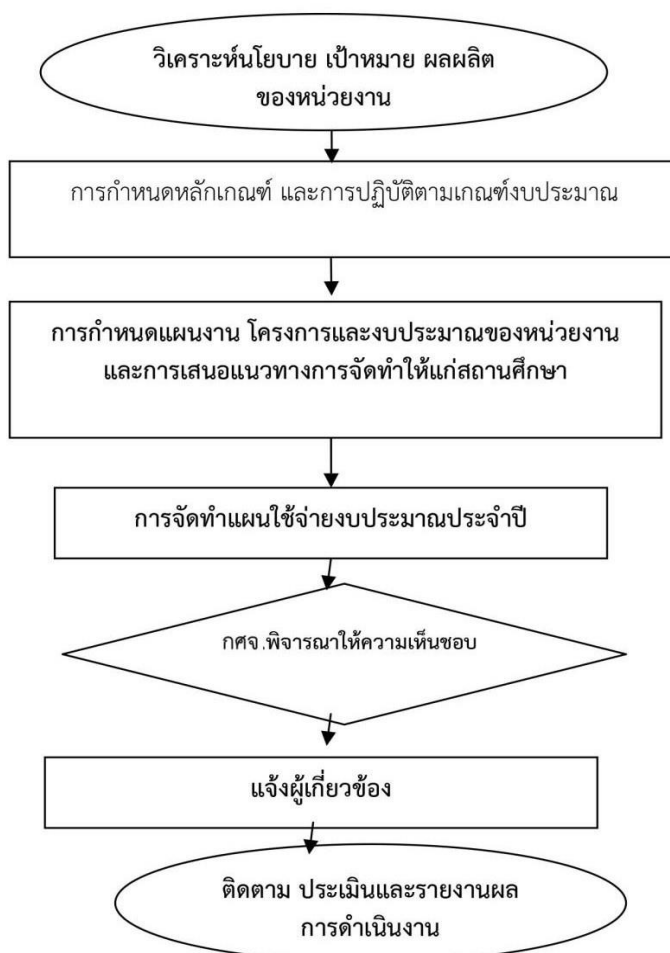 วิเคราะห์นโยบาย เป้าหมาย ผลผลิต
ของหน่วยงาน
การกำหนดหลักเกณฑ์ และการปฏิบัติตามเกณฑ์งบประมาณ
การกำหนดแผนงาน โครงการและงบประมาณของหน่วยงาน
และการเสนอแนวทางการจัดทำให้แก่สถานศึกษา
การจัดทำแผนใช้จ่ายงบประมาณประจำปี
กศจ.พิจารณาให้ความเห็นชอบ
แจ้งผู้เกี่ยวข้อง
ติดตาม ประเมินและรายงานผล
การดำเนินงาน